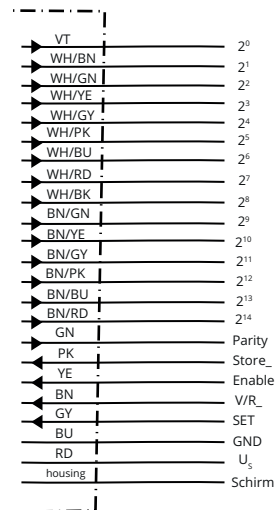 VT 2⁰
WH/BN 2¹
WH/GN 2²
WH/YE 2³
WH/GY 2⁴
WH/PK 2⁵
WH/BU 2⁶
WH/RD 2⁷
WH/BK 2⁸
BN/GN 2⁹
BN/YE 2¹⁰
BN/GY 2¹¹
BN/PK 2¹²
BN/BU 2¹³
BN/RD 2¹⁴
GN Parity
PK Store_
YE Enable
BN V/R_
GY SET
BU GND
RD Uₛ
housing Schirm